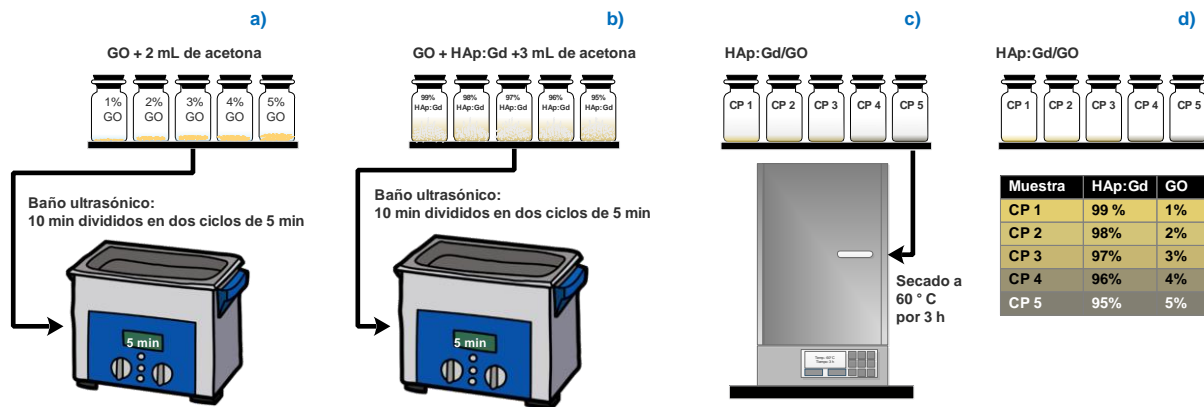 a)
GO + 2 mL de acetona
1% GO
2% GO
3% GO
4% GO
5% GO
Baño ultrasónico:
10 min divididos en dos ciclos de 5 min
5 min
b)
GO + HAp:Gd +3 mL de acetona
99% HAp:Gd
98% HAp:Gd
97% HAp:Gd
96% HAp:Gd
95% HAp:Gd
Baño ultrasónico:
10 min divididos en dos ciclos de 5 min
5 min
c)
HAp:Gd/GO
CP 1
CP 2
CP 3
CP 4
CP 5
Secado a
60 ° C
por 3 h
d)
HAp:Gd/GO
CP 1
CP 2
CP 3
CP 4
CP 5
Muestra HAp:Gd GO
CP 1 99 % 1%
CP 2 98% 2%
CP 3 97% 3%
CP 4 96% 4%
CP 5 95% 5%